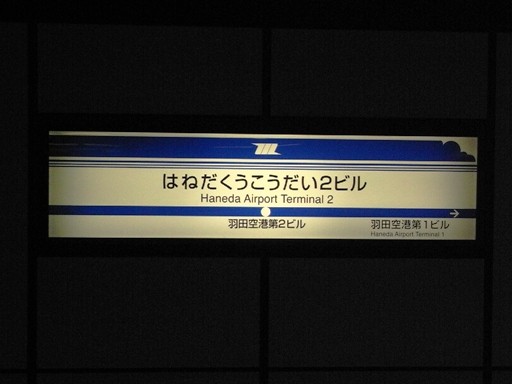 はねだくうこうだい2ビル
Haneda Airport Terminal 2
羽田空港第2ビル
羽田空港第1ビル
Haneda Airport Terminal 1